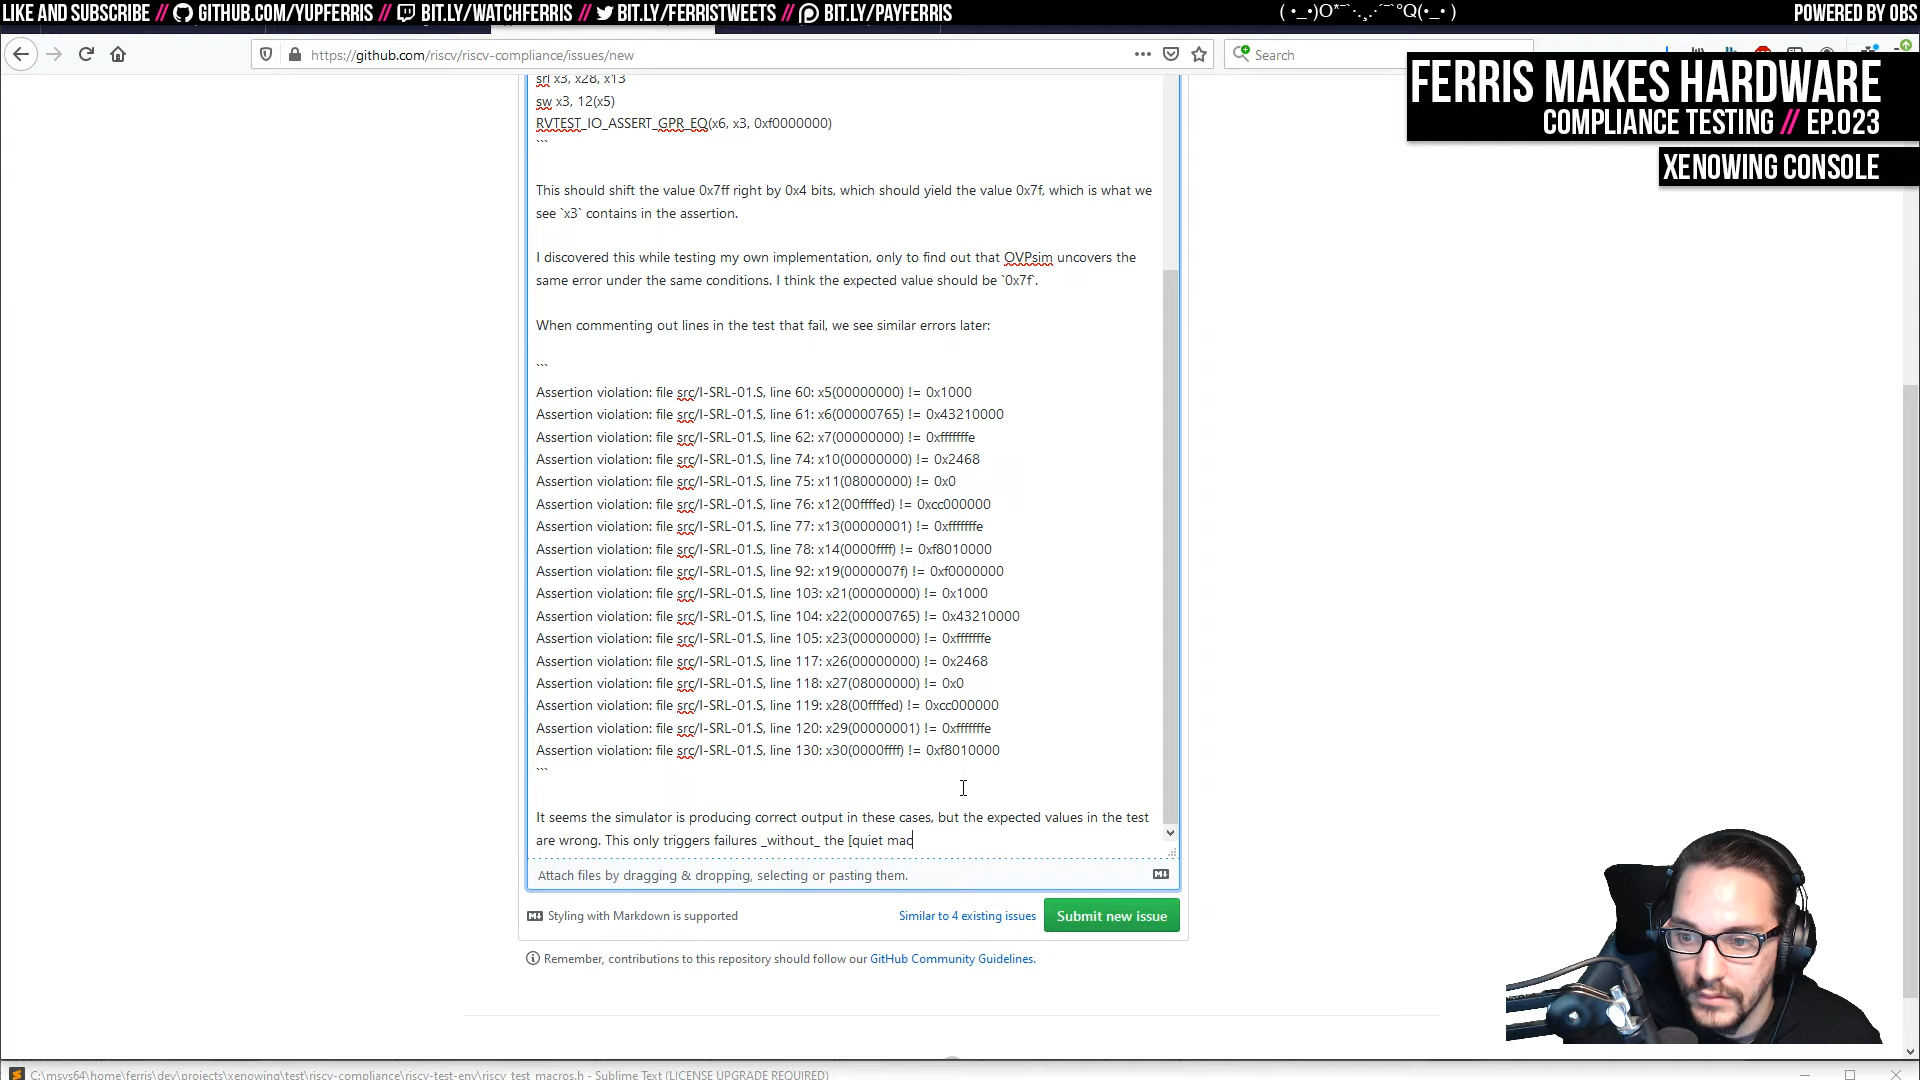 LIKE AND SUBSCRIBE // GITHUB.COM/YUPFERRIS // BIT.LY/WATCHFERRIS // BIT.LY/FERRISTWEETS // BIT.LY/PAYFERRIS
POWERED BY OBS
https://github.com/riscv/riscv-compliance/issues/new
Search
FERRIS MAKES HARDWARE
COMPLIANCE TESTING // EP.023
XENOWING CONSOLE
srl x3, x28, x13
sw x3, 12(x5)
RVTEST_IO_ASSERT_GPR_EQ(x6, x3, 0xf0000000)
```
This should shift the value 0x7ff right by 0x4 bits, which should yield the value 0x7f, which is what we
see `x3` contains in the assertion.
I discovered this while testing my own implementation, only to find out that OVPsim uncovers the
same error under the same conditions. I think the expected value should be `0x7f`.
When commenting out lines in the test that fail, we see similar errors later:
```
Assertion violation: file src/I-SRL-01.S, line 60: x5(00000000) != 0x1000
Assertion violation: file src/I-SRL-01.S, line 61: x6(00000765) != 0x43210000
Assertion violation: file src/I-SRL-01.S, line 62: x7(00000000) != 0xfffffffe
Assertion violation: file src/I-SRL-01.S, line 74: x10(00000000) != 0x2468
Assertion violation: file src/I-SRL-01.S, line 75: x11(08000000) != 0x0
Assertion violation: file src/I-SRL-01.S, line 76: x12(00ffffed) != 0xcc000000
Assertion violation: file src/I-SRL-01.S, line 77: x13(00000001) != 0xfffffffe
Assertion violation: file src/I-SRL-01.S, line 78: x14(0000ffff) != 0xf8010000
Assertion violation: file src/I-SRL-01.S, line 92: x19(0000007f) != 0xf0000000
Assertion violation: file src/I-SRL-01.S, line 103: x21(00000000) != 0x1000
Assertion violation: file src/I-SRL-01.S, line 104: x22(00000765) != 0x43210000
Assertion violation: file src/I-SRL-01.S, line 105: x23(00000000) != 0xfffffffe
Assertion violation: file src/I-SRL-01.S, line 117: x26(00000000) != 0x2468
Assertion violation: file src/I-SRL-01.S, line 118: x27(08000000) != 0x0
Assertion violation: file src/I-SRL-01.S, line 119: x28(00ffffed) != 0xcc000000
Assertion violation: file src/I-SRL-01.S, line 120: x29(00000001) != 0xfffffffe
Assertion violation: file src/I-SRL-01.S, line 130: x30(0000ffff) != 0xf8010000
```
It seems the simulator is producing correct output in these cases, but the expected values in the test
are wrong. This only triggers failures _without_ the [quiet mac
Attach files by dragging & dropping, selecting or pasting them.
Styling with Markdown is supported
Similar to 4 existing issues
Submit new issue
Remember, contributions to this repository should follow our GitHub Community Guidelines.
C:\msys64\home\ferris\dev\projects\xenowing\test\riscv-compliance\riscv-test-env\riscv_test_macros.h - Sublime Text (LICENSE UPGRADE REQUIRED)